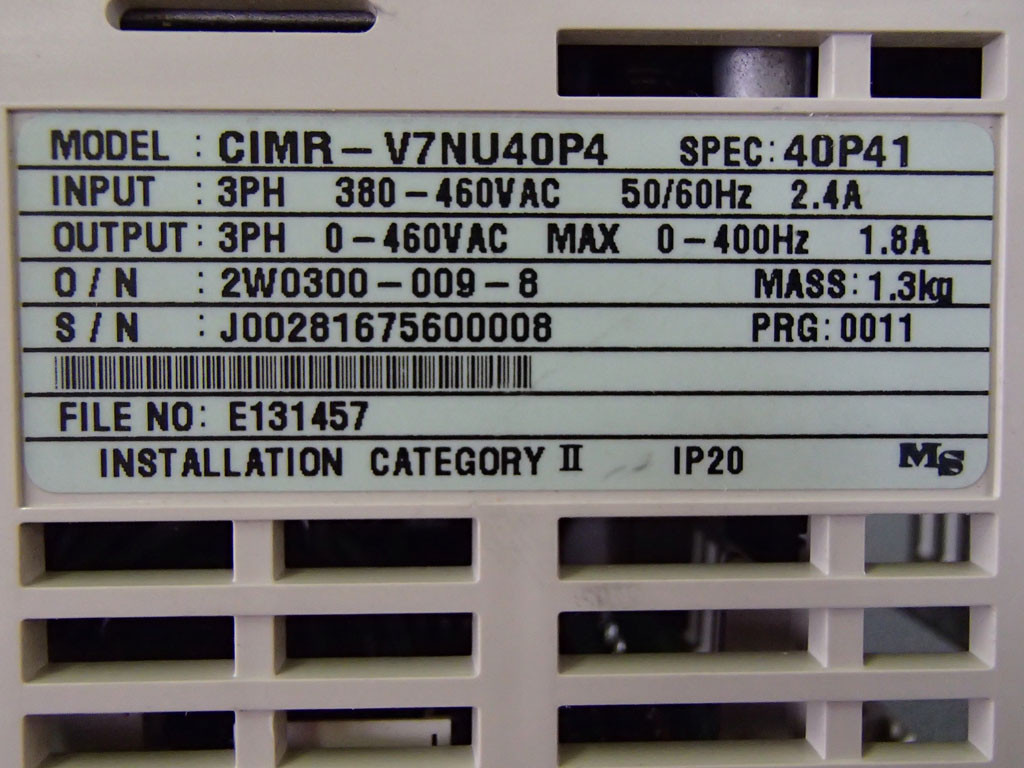 MODEL : CIMR-V7NU40P4 SPEC: 40P41
INPUT : 3PH 380-460VAC 50/60Hz 2.4A
OUTPUT : 3PH 0-460VAC MAX 0-400Hz 1.8A
O/N : 2W0300-009-8 MASS: 1.3kg
S/N : J00281675600008 PRG: 0011
FILE NO: E131457
INSTALLATION CATEGORY II IP20 MS